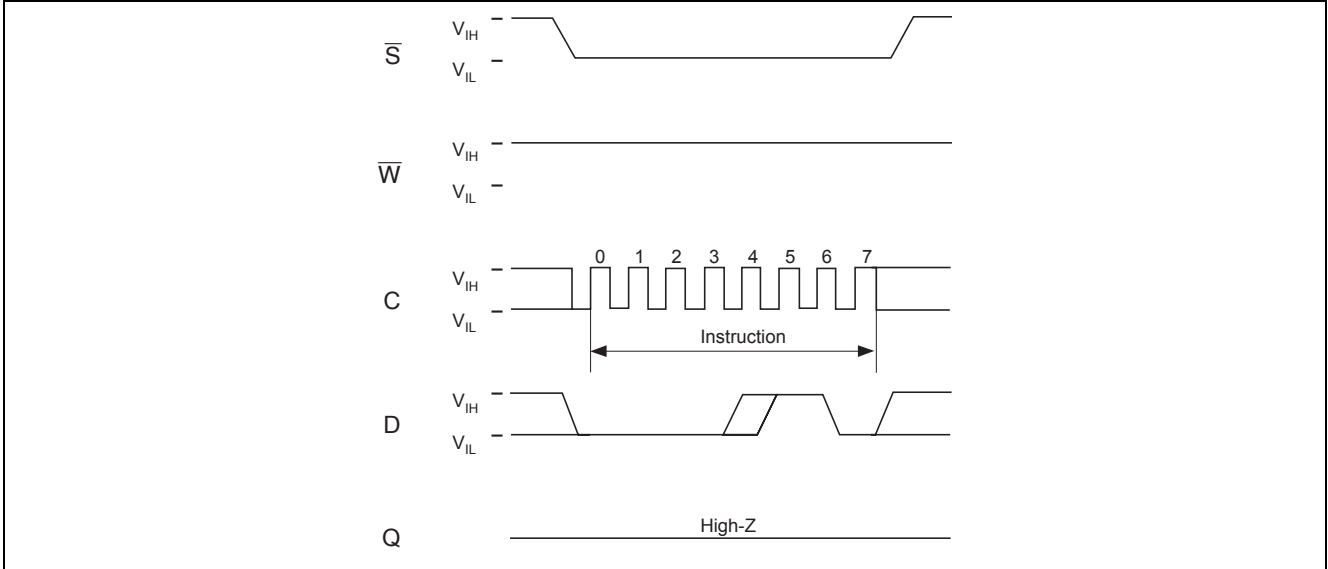 S̅
V_IH
V_IL
W̅
V_IH
V_IL
C
V_IH
V_IL
0 1 2 3 4 5 6 7
Instruction
D
V_IH
V_IL
Q
High-Z